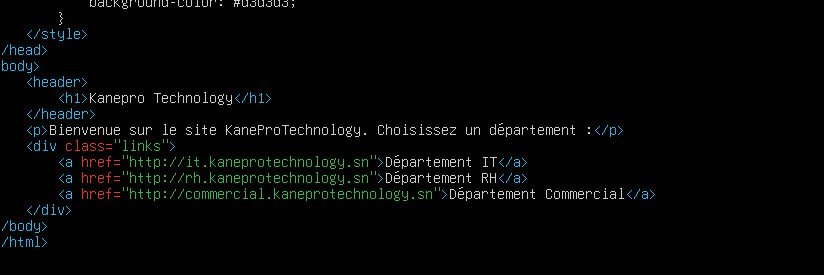 background-color: #d3d3d3;
}
</style>
/head>
body>
<header>
<h1>Kanepro Technology</h1>
</header>
<p>Bienvenue sur le site KaneProTechnology. Choisissez un département :</p>
<div class="links">
<a href="http://it.kaneprotechnology.sn">Département IT</a>
<a href="http://rh.kaneprotechnology.sn">Département RH</a>
<a href="http://commercial.kaneprotechnology.sn">Département Commercial</a>
</div>
/body>
/html>